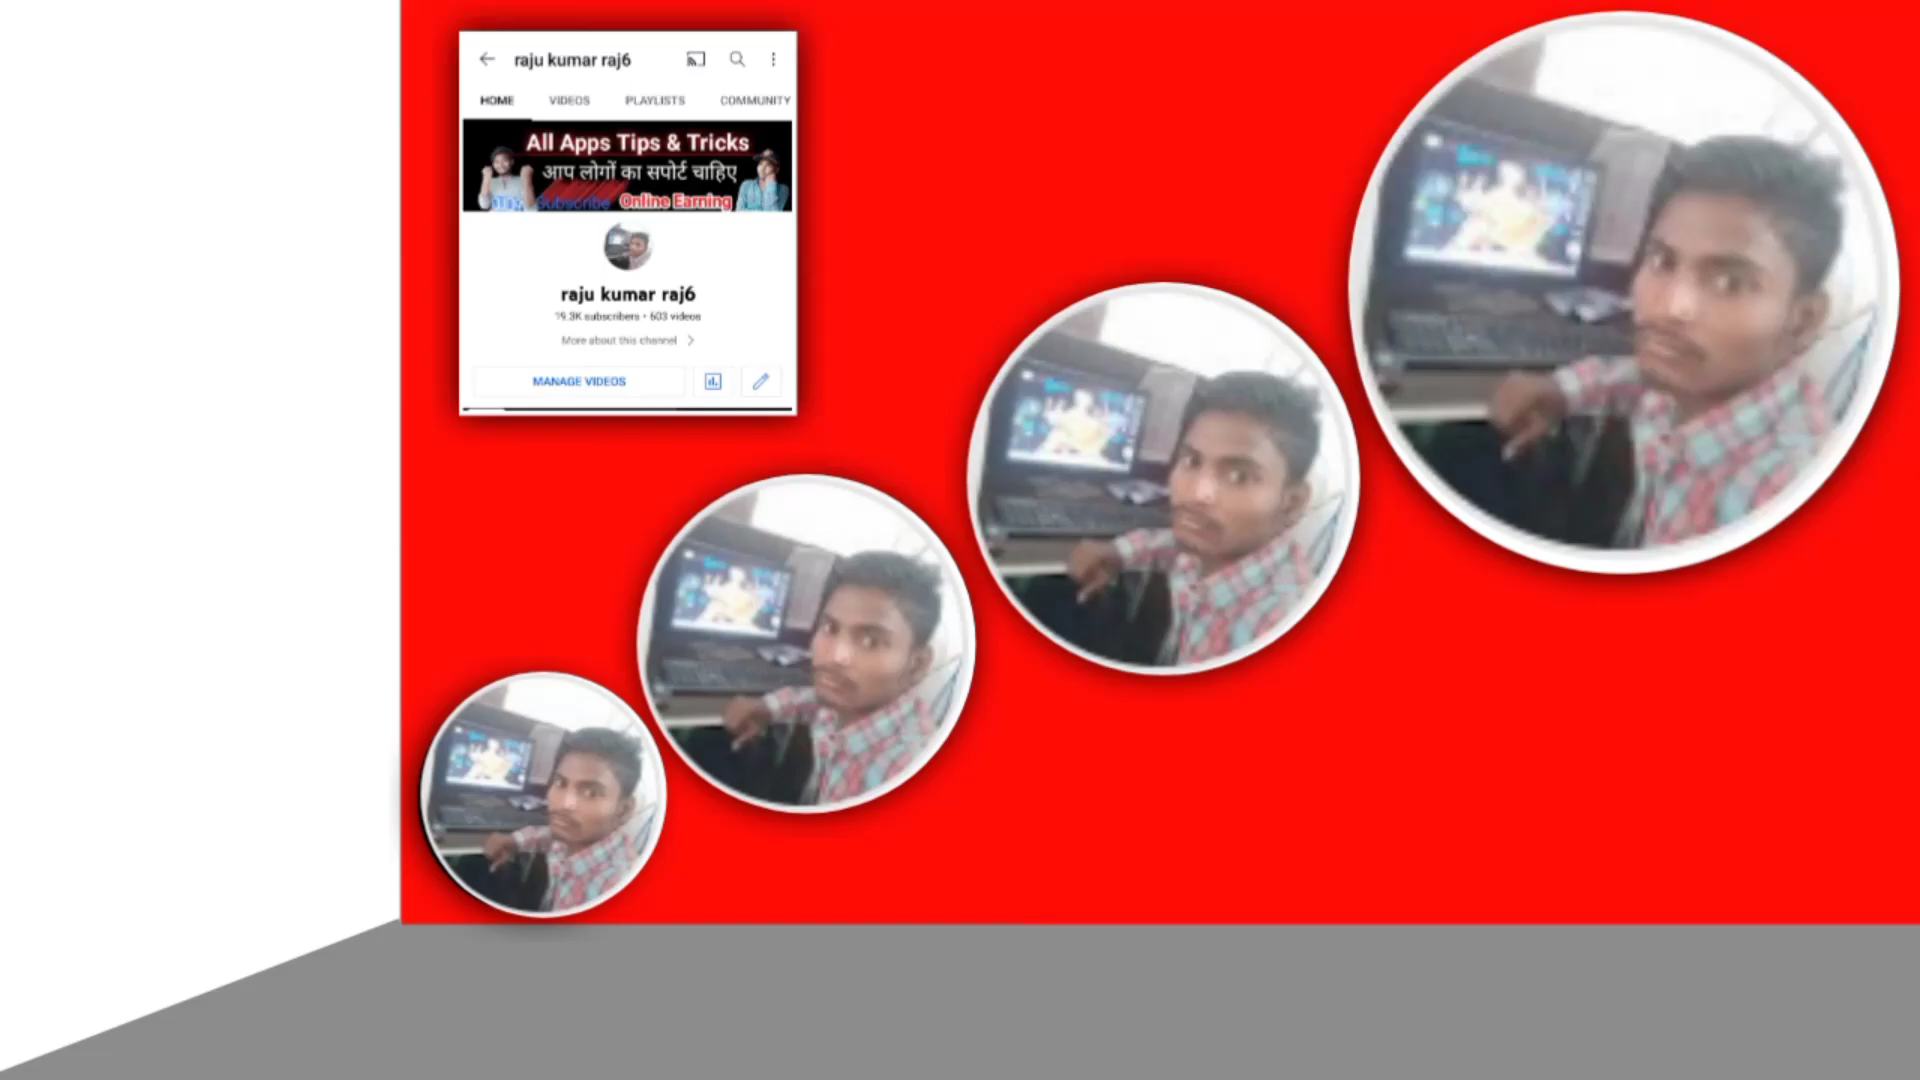 raju kumar raj6
HOME VIDEOS PLAYLISTS COMMUNITY
All Apps Tips & Tricks
आप लोगों का सपोर्ट चाहिए
Subscribe Online Earning
raju kumar raj6
19.3K subscribers • 603 videos
More about this channel
MANAGE VIDEOS